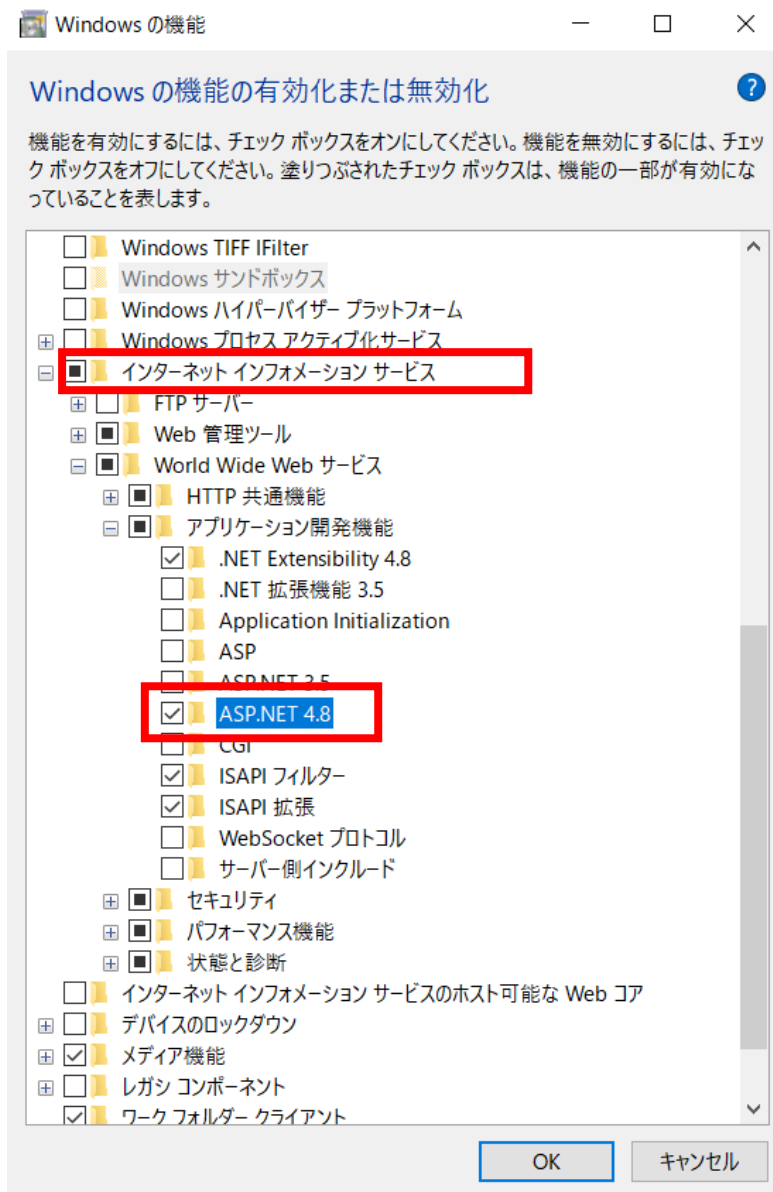 Windows の機能
Windows の機能の有効化または無効化
?
機能を有効にするには、チェック ボックスをオンにしてください。機能を無効にするには、チェッ
ク ボックスをオフにしてください。塗りつぶされたチェック ボックスは、機能の一部が有効にな
っていることを表します。
Windows TIFF IFilter
Windows サンドボックス
Windows ハイパーバイザー プラットフォーム
Windows プロセス アクティブ化サービス
インターネット インフォメーション サービス
FTP サーバー
Web 管理ツール
World Wide Web サービス
HTTP 共通機能
アプリケーション開発機能
.NET Extensibility 4.8
.NET 拡張機能 3.5
Application Initialization
ASP
ASP.NET 3.5
ASP.NET 4.8
CGI
ISAPI フィルター
ISAPI 拡張
WebSocket プロトコル
サーバー側インクルード
セキュリティ
パフォーマンス機能
状態と診断
インターネット インフォメーション サービスのホスト可能な Web コア
デバイスのロックダウン
メディア機能
レガシ コンポーネント
ワーク フォルダー クライアント
OK
キャンセル